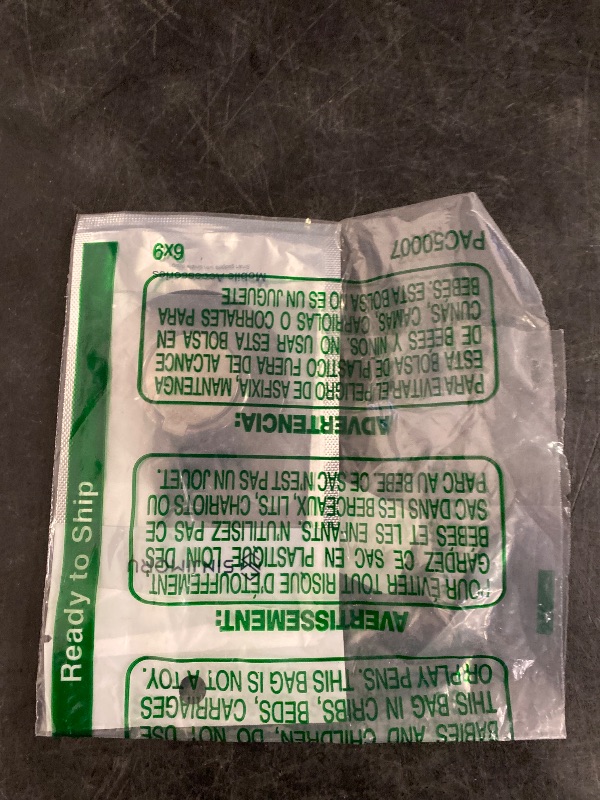 BABIES AND CHILDREN, DO NOT USE
THIS BAG IN CRIBS, BEDS, CARRIAGES
OR PLAY PENS. THIS BAG IS NOT A TOY.
AVERTISSEMENT:
POUR ÉVITER TOUT RISQUE D'ÉTOUFFEMENT
GARDEZ CE SAC EN PLASTIQUE LOIN DES
BEBES ET LES ENFANTS. N'UTILISEZ PAS CE
SAC DANS LES BERCEAUX, LITS, CHARIOTS OU
PARC AU BEBE. CE SAC N'EST PAS UN JOUET.
SINJIMORU
ADVERTENCIA:
PARA EVITAR EL PELIGRO DE ASFIXIA, MANTENGA
ESTA BOLSA DE PLASTICO FUERA DEL ALCANCE
DE BEBES Y NINOS. NO USAR ESTA BOLSA EN
CUNAS, CAMAS, CARRIOLAS O CORRALES PARA
BEBES. ESTA BOLSA NO ES UN JUGUETE
Mobile Accessories
PAC50007
6x9
Ready to Ship